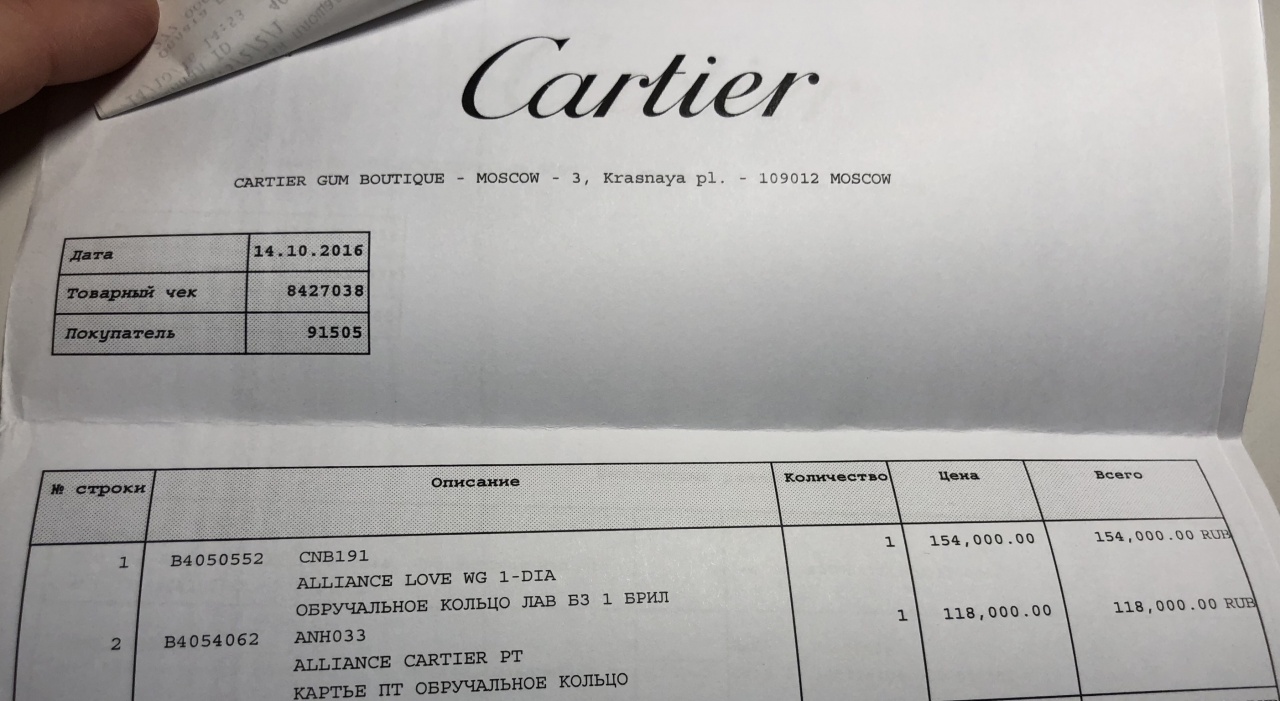 Cartier
CARTIER GUM BOUTIQUE - MOSCOW - 3, Krasnaya pl. - 109012 MOSCOW
Дата 14.10.2016
Товарный чек 8427038
Покупатель 91505
№ строки Описание Количество Цена Всего
1 B4050552 CNB191 1 154,000.00 154,000.00 RUB
ALLIANCE LOVE WG 1-DIA
ОБРУЧАЛЬНОЕ КОЛЬЦО ЛАВ БЗ 1 БРИЛ
2 B4054062 ANH033 1 118,000.00 118,000.00 RUB
ALLIANCE CARTIER PT
КАРТЬЕ ПТ ОБРУЧАЛЬНОЕ КОЛЬЦО